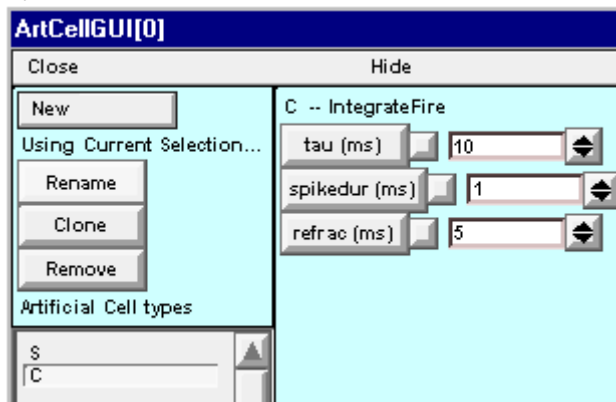 ArtCellGUI[0]
Close Hide
New
Using Current Selection...
Rename
Clone
Remove
Artificial Cell types
S
C
C -- IntegrateFire
tau (ms) 10
spikedur (ms) 1
refrac (ms) 5